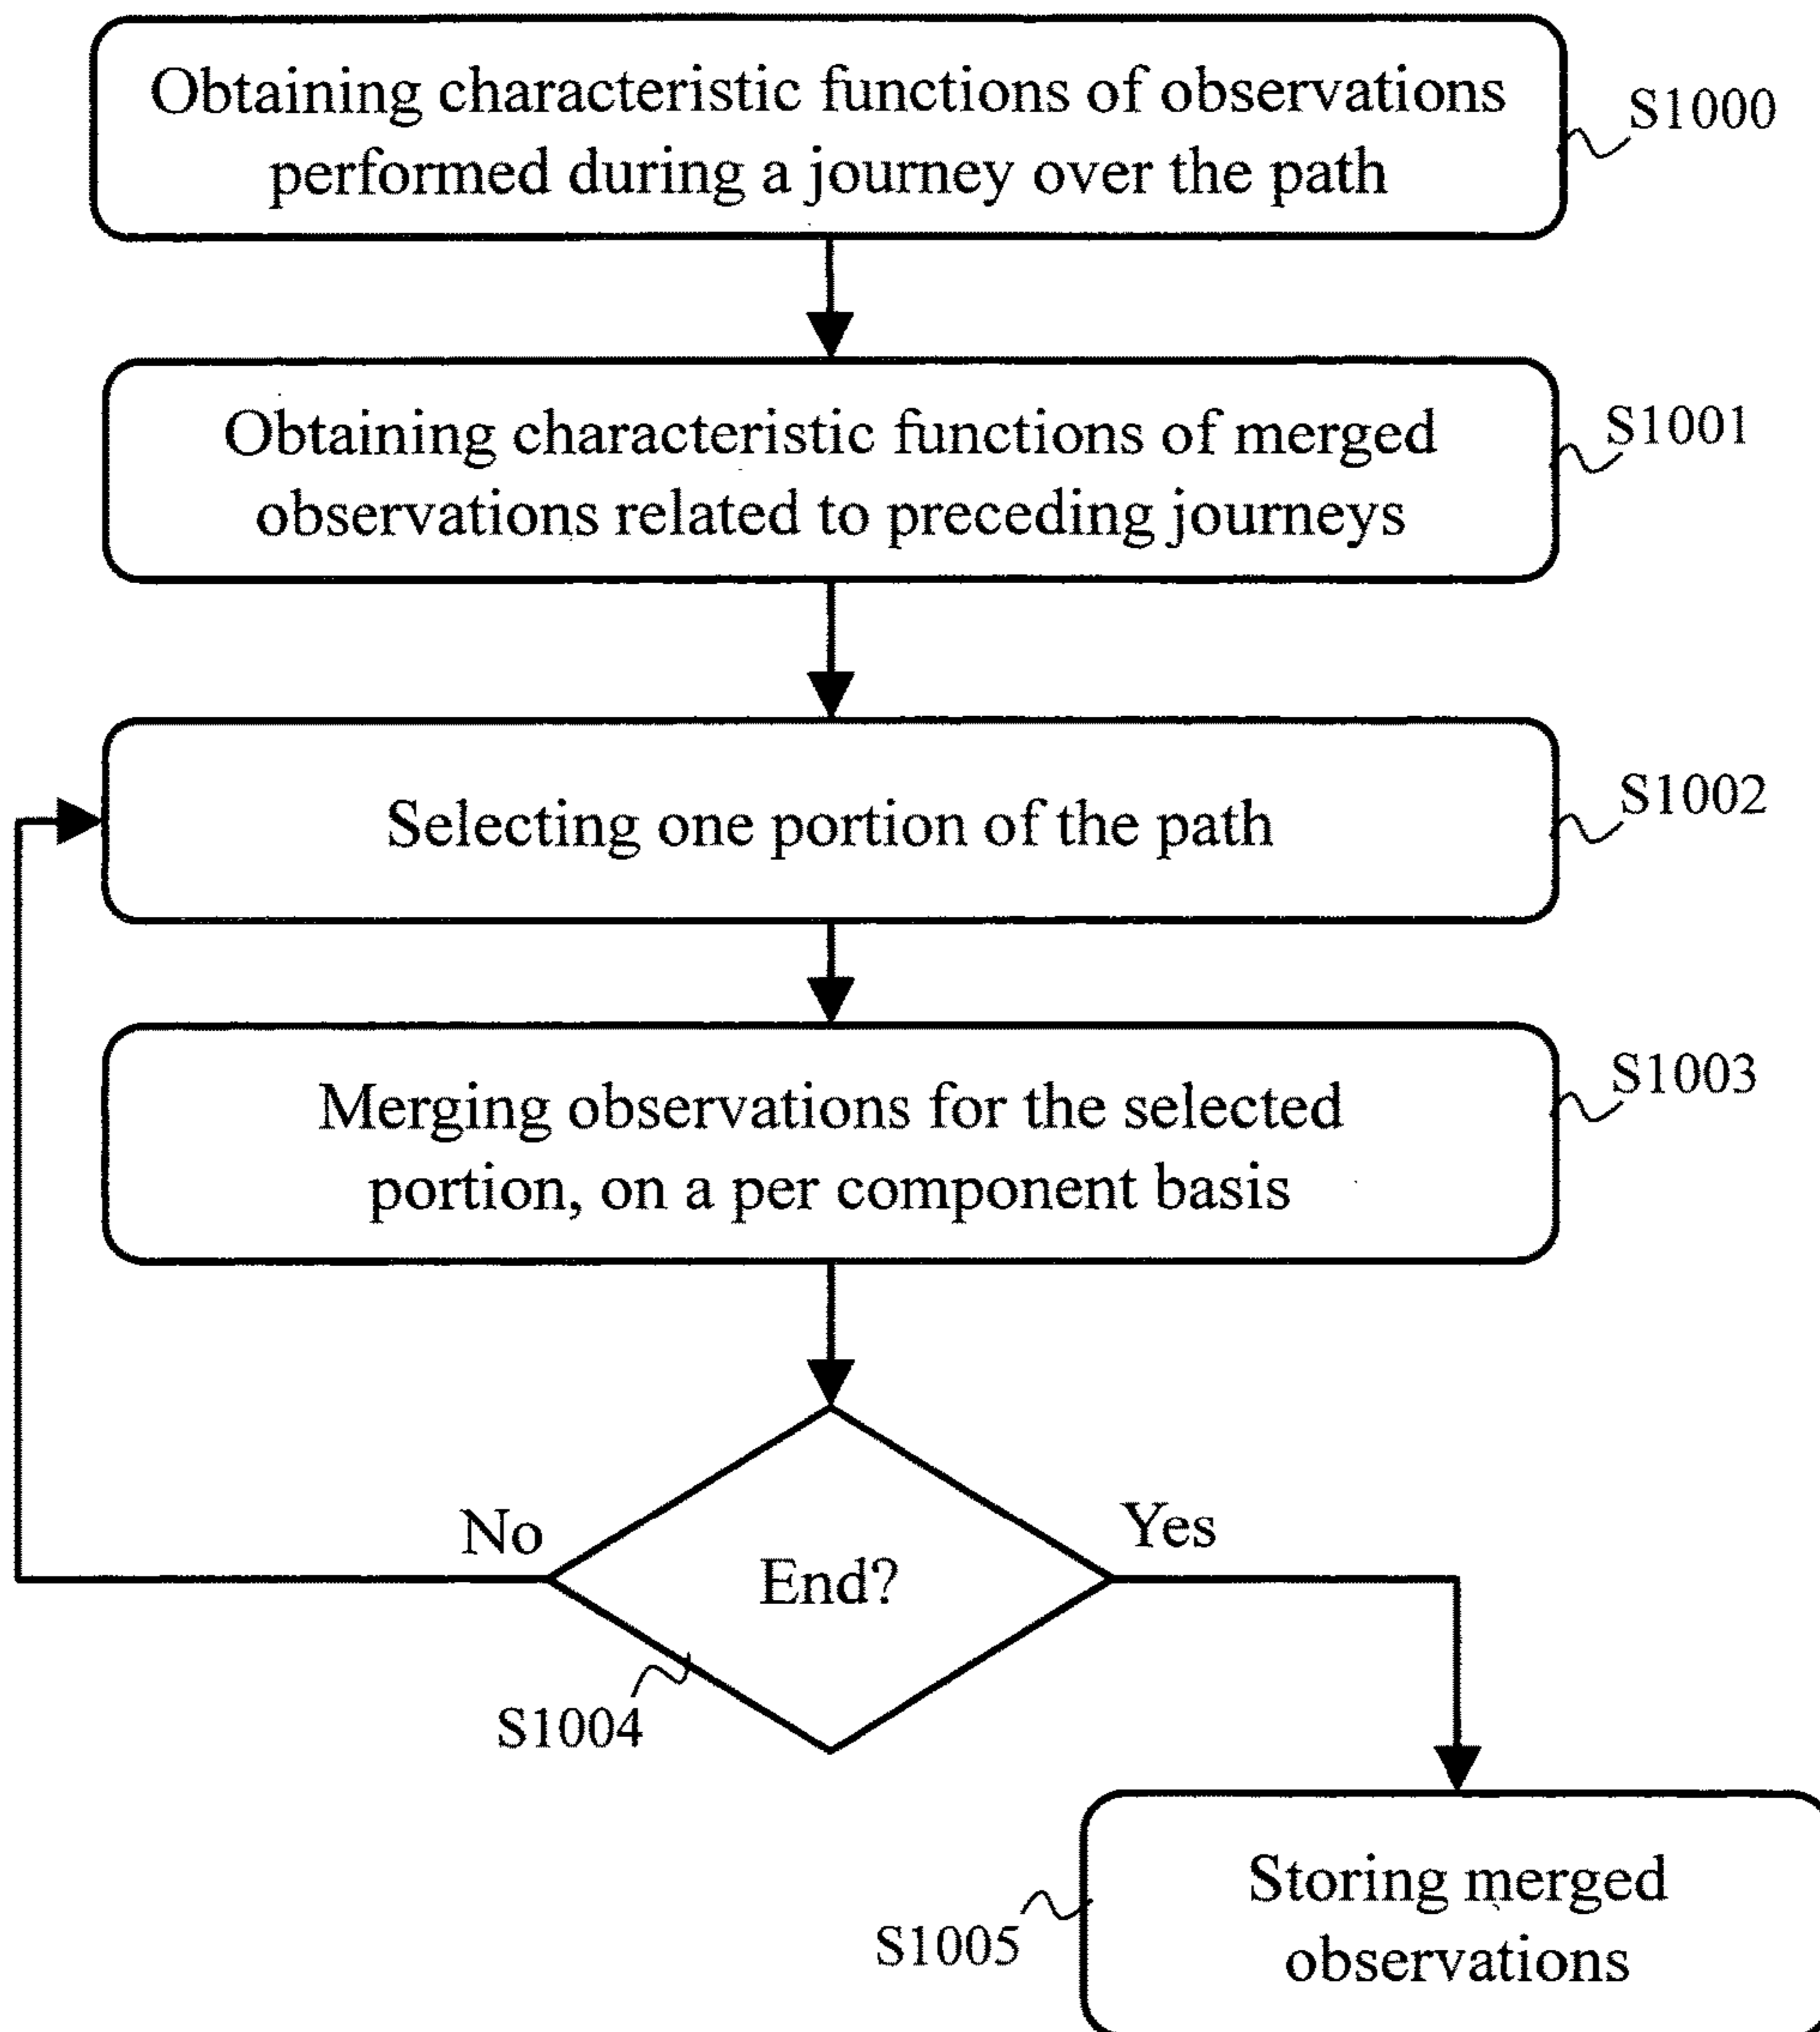 Obtaining characteristic functions of observations
performed during a journey over the path
S1000
Obtaining characteristic functions of merged
observations related to preceding journeys
S1001
Selecting one portion of the path
S1002
Merging observations for the selected
portion, on a per component basis
S1003
No
End?
Yes
S1004
Storing merged
observations
S1005